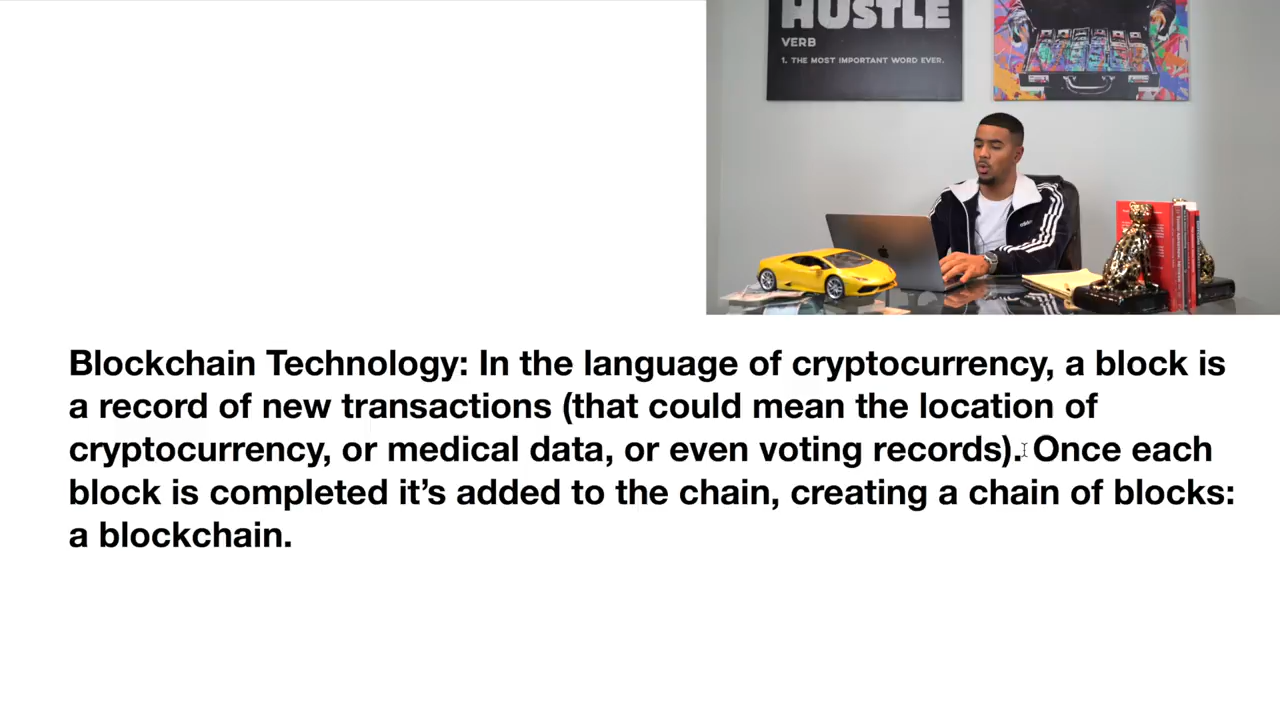 HUSTLE
VERB
1. THE MOST IMPORTANT WORD EVER.
Blockchain Technology: In the language of cryptocurrency, a block is
a record of new transactions (that could mean the location of
cryptocurrency, or medical data, or even voting records). Once each
block is completed it’s added to the chain, creating a chain of blocks:
a blockchain.